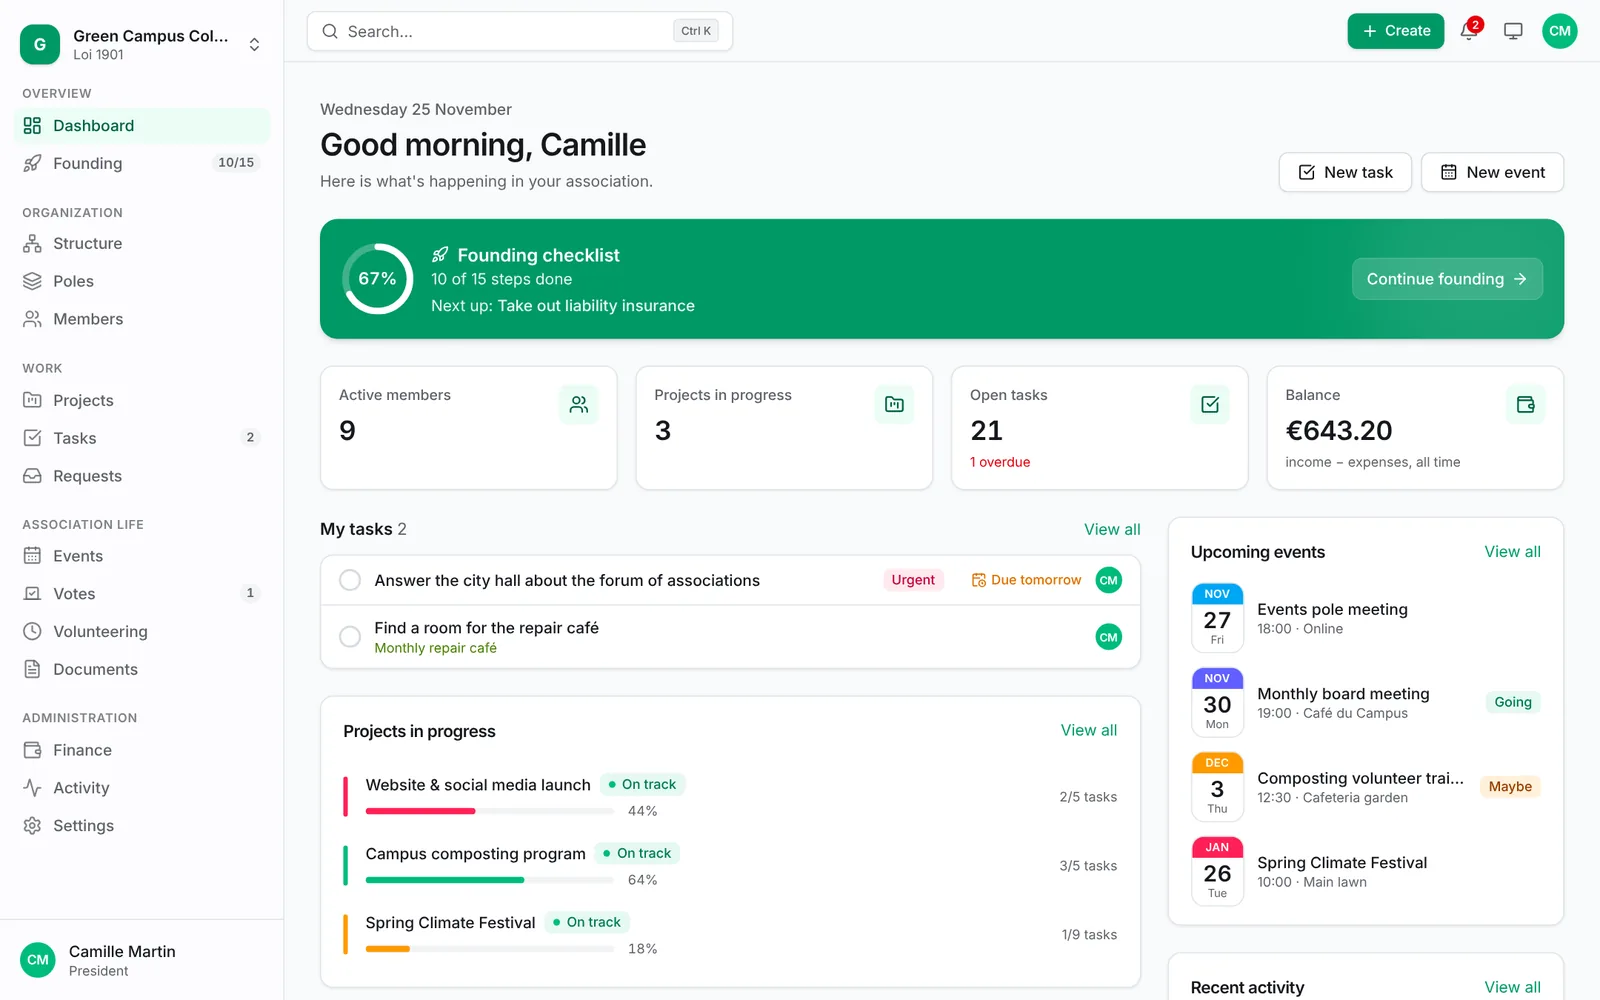 G
Green Campus Col...
Loi 1901
OVERVIEW
Dashboard
Founding 10/15
ORGANIZATION
Structure
Poles
Members
WORK
Projects
Tasks 2
Requests
ASSOCIATION LIFE
Events
Votes 1
Volunteering
Documents
ADMINISTRATION
Finance
Activity
Settings
CM
Camille Martin
President
Search... Ctrl K
Create
2
CM
Wednesday 25 November
Good morning, Camille
Here is what's happening in your association.
New task
New event
67%
Founding checklist
10 of 15 steps done
Next up: Take out liability insurance
Continue founding →
Active members
9
Projects in progress
3
Open tasks
21
1 overdue
Balance
€643.20
income − expenses, all time
My tasks 2 View all
Answer the city hall about the forum of associations Urgent Due tomorrow CM
Find a room for the repair café
Monthly repair café
CM
Projects in progress View all
Website & social media launch On track
44%
2/5 tasks
Campus composting program On track
64%
3/5 tasks
Spring Climate Festival On track
18%
1/9 tasks
Upcoming events View all
NOV
27
Fri
Events pole meeting
18:00 · Online
NOV
30
Mon
Monthly board meeting
19:00 · Café du Campus
Going
DEC
3
Thu
Composting volunteer trai...
12:30 · Cafeteria garden
Maybe
JAN
26
Tue
Spring Climate Festival
10:00 · Main lawn
Recent activity View all